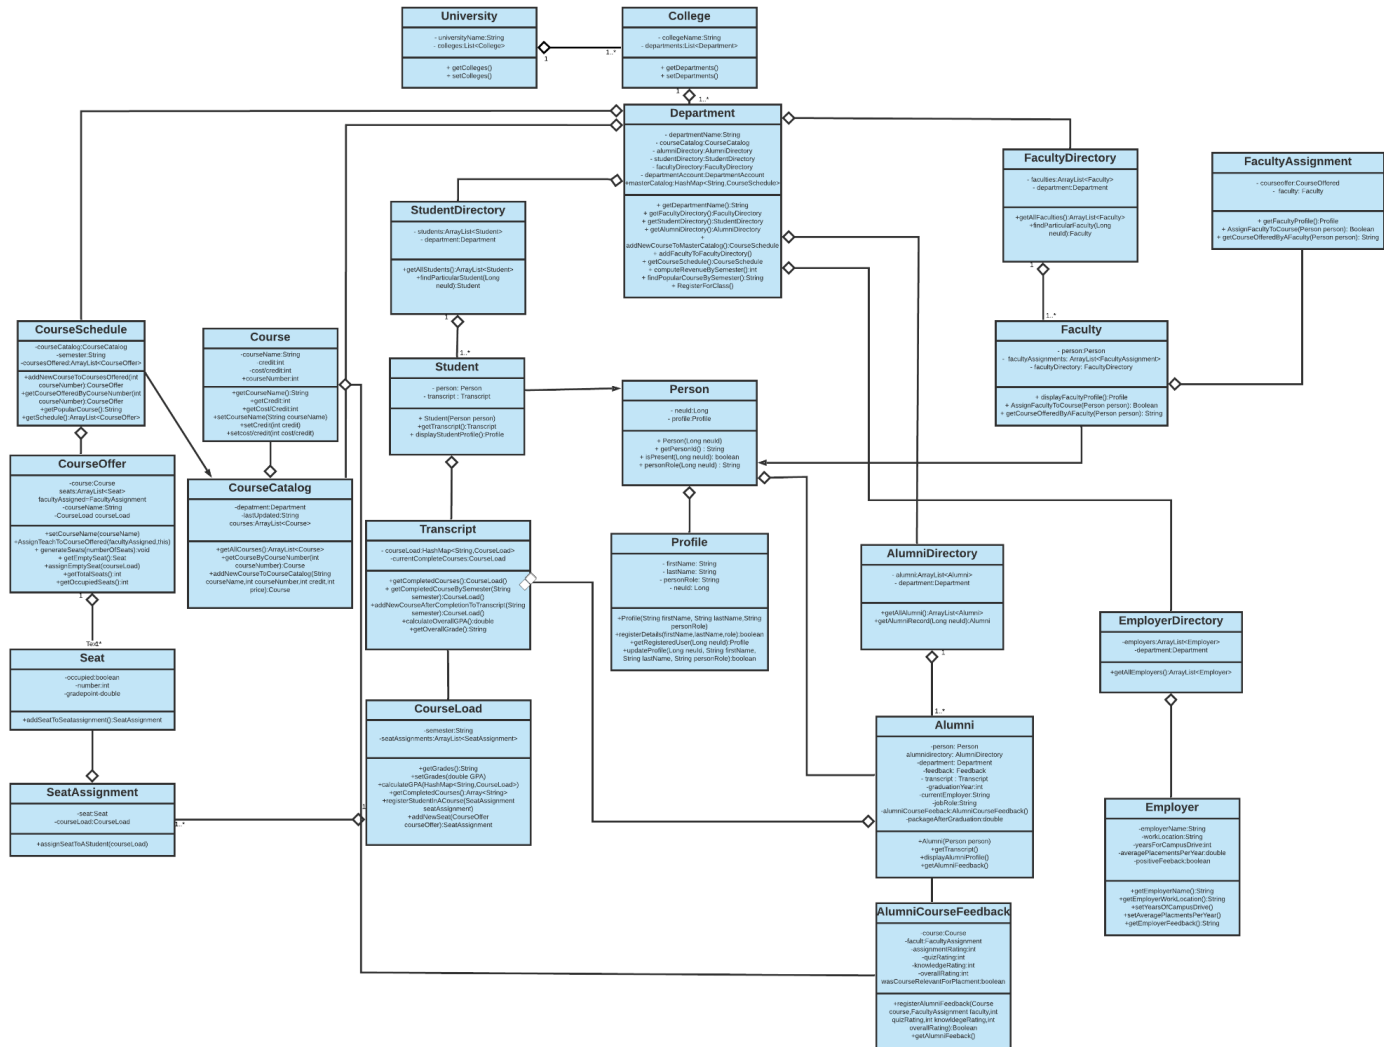 University
- universityName:String
- colleges:List<College>
+ getColleges()
+ setColleges()
1
1..*
College
- collegeName:String
- departments:List<Department>
+ getDepartments()
+ setDepartments()
1
1..*
Department
- departmentName:String
- courseCatalog:CourseCatalog
- alumniDirectory:AlumniDirectory
- studentDirectory:StudentDirectory
- facultyDirectory:FacultyDirectory
- departmentAccount:DepartmentAccount
+masterCatalog:HashMap<String,CourseSchedule>
+ getDepartmentName():String
+ getFacultyDirectory():FacultyDirectory
+ getStudentDirectory():StudentDirectory
+ getAlumniDirectory():AlumniDirectory
+
addNewCourseToMasterCatalog():CourseSchedule
+ addFacultyToFacultyDirectory()
+ getCourseSchedule():CourseSchedule
+ computeRevenueBySemester():int
+ findPopularCourseBySemester():String
+ RegisterForClass()
FacultyDirectory
- faculties:ArrayList<Faculty>
- department:Department
+getAllFaculties():ArrayList<Faculty>
+findParticularFaculty(Long
neuId):Faculty
1
1..*
FacultyAssignment
- courseoffer:CourseOffered
- faculty: Faculty
+ getFacultyProfile():Profile
+ AssignFacultyToCourse(Person person): Boolean
+ getCourseOfferedByAFaculty(Person person): String
StudentDirectory
- students:ArrayList<Student>
- department:Department
+getAllStudents():ArrayList<Student>
+findParticularStudent(Long
neuId):Student
1
1..*
CourseSchedule
-courseCatalog:CourseCatalog
-semester:String
-coursesOffered:ArrayList<CourseOffer>
+addNewCourseToCoursesOffered(int
courseNumber):CourseOffer
+getCourseOfferedByCourseNumber(int
courseNumber):CourseOffer
+getPopularCourse():String
+getSchedule():ArrayList<CourseOffer>
Course
-courseName:String
-credit:int
-cost/credit:int
+courseNumber:int
+getCourseName():String
+getCredit:int
+getCost/Credit:int
+setCourseName(String courseName)
+setCredit(int credit)
+setcost/credit(int cost/credit)
Student
- person: Person
- transcript : Transcript
+ Student(Person person)
+getTranscript():Transcript
+ displayStudentProfile():Profile
Person
- neuId:Long
- profile:Profile
+ Person(Long neuId)
+ getPersonId() : String
+ isPresent(Long neuId): boolean
+ personRole(Long neuId) : String
Faculty
- person:Person
- facultyAssignments: ArrayList<FacultyAssignment>
- facultyDirectory: FacultyDirectory
+ displayFacultyProfile(): Profile
+ AssignFacultyToCourse(Person person): Boolean
+ getCourseOfferedByAFaculty(Person person): String
CourseOffer
-course:Course
seats:ArrayList<Seat>
facultyAssigned=FacultyAssignment
-courseName:String
-CourseLoad courseLoad
+setCourseName(courseName)
+AssignTeachToCourseOffered(facultyAssigned,this)
+ generateSeats(numberOfSeats):void
+ getEmptySeat():Seat
+assignEmptySeat(courseLoad)
+getTotalSeats():int
+getOccupiedSeats():int
1
CourseCatalog
-depatment:Department
-lastUpdated:String
courses:ArrayList<Course>
+getAllCourses():ArrayList<Course>
+getCourseByCourseNumber(int
courseNumber):Course
+addNewCourseToCourseCatalog(String
courseName,int courseNumber,int credit,int
price):Course
Transcript
- courseLoad:HashMap<String,CourseLoad>
-currentCompleteCourses:CourseLoad
+getCompletedCourses():CourseLoad()
+ getCompletedCourseBySemester(String
semester):CourseLoad()
+addNewCourseAfterCompletionToTranscript(String
semester):CourseLoad()
+calculateOverallGPA():double
+getOverallGrade():String
Profile
- firstName: String
- lastName: String
- personRole: String
- neuId: Long
+Profile(String firstName, String lastName,String
personRole)
+registerDetails(firstName,lastName,role):boolean
+getRegisteredUser(Long neuId):Profile
+updateProfile(Long neuId, String firstName,
String lastName, String personRole):boolean
AlumniDirectory
- alumni:ArrayList<Alumni>
- department:Department
+getAllAlumni():ArrayList<Alumni>
+getAlumniRecord(Long neuId):Alumni
1
1..*
EmployerDirectory
-employers:ArrayList<Employer>
-department:Department
+getAllEmployers():ArrayList<Employer>
Seat
-occupied:boolean
-number:int
-gradepoint-double
+addSeatToSeatassignment():SeatAssignment
SeatAssignment
-seat:Seat
-courseLoad:CourseLoad
+assignSeatToAStudent(courseLoad)
1..*
1
CourseLoad
-semester:String
-seatAssignments:ArrayList<SeatAssignment>
+getGrades():String
+setGrades(double GPA)
+calculateGPA(HashMap<String,CourseLoad>)
+getCompletedCourses():Array<String>
+registerStudentInACourse(SeatAssignment
seatAssignment)
+addNewSeat(CourseOffer
courseOffer):SeatAssignment
Alumni
-person: Person
alumnidirectory: AlumniDirectory
-department: Department
-feedback: Feedback
- transcript : Transcript
-graduationYear:int
-currentEmployer:String
-jobRole:String
-alumniCourseFeoback:AlumniCourseFeedback()
-packageAfterGraduation:double
+Alumni(Person person)
+getTranscript()
+displayAlumniProfile()
+getAlumniFeedback()
Employer
-employerName:String
-workLocation:String
-yearsForCampusDrive:int
-averagePlacementsPerYear:double
-positiveFeeback:boolean
+getEmployerName():String
+getEmployerWorkLocation():String
+setYearsOfCampusDrive()
+setAveragePlacmentsPerYear()
+getEmployerFeedback():String
AlumniCourseFeedback
-course:Course
-facult:FacultyAssignment
-assignmentRating:int
-quizRating:int
-knowledgeRating:int
-overallRating:int
wasCourseRelevantForPlacment:boolean
+registerAlumniFeedback(Course
course,FacultyAssignment faculty,int
quizRating,int knowldegeRating,int
overallRating):Boolean
+getAlumniFeeback()